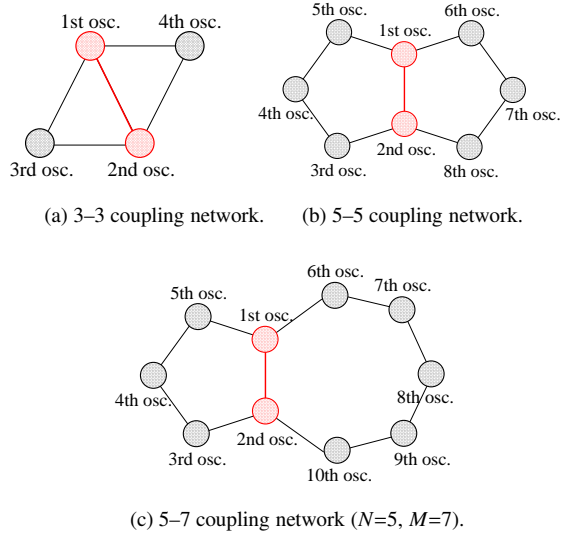 1st osc.
4th osc.
3rd osc.
2nd osc.
(a) 3–3 coupling network.
5th osc.
1st osc.
6th osc.
4th osc.
7th osc.
3rd osc.
2nd osc.
8th osc.
(b) 5–5 coupling network.
6th osc.
7th osc.
5th osc.
1st osc.
4th osc.
8th osc.
2nd osc.
3rd osc.
10th osc.
9th osc.
(c) 5–7 coupling network (N=5, M=7).